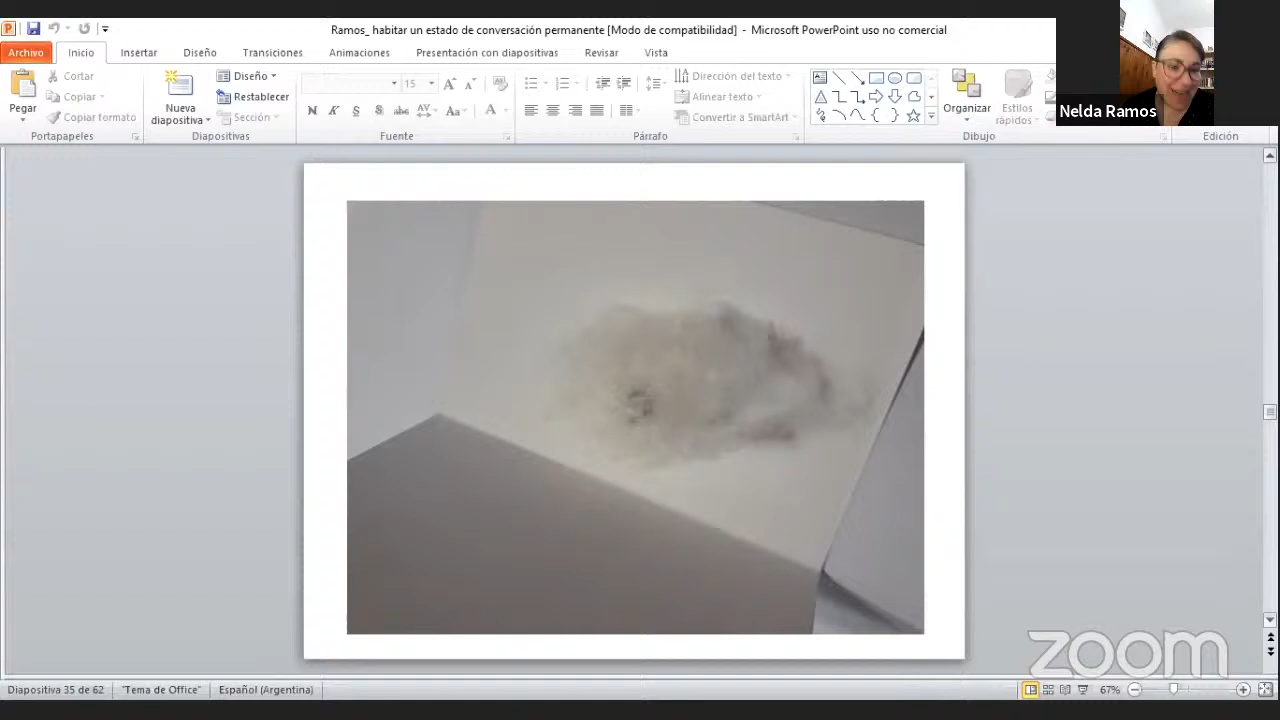 Ramos_ habitar un estado de conversación permanente [Modo de compatibilidad] - Microsoft PowerPoint uso no comercial
Archivo Inicio Insertar Diseño Transiciones Animaciones Presentación con diapositivas Revisar Vista
Pegar
Cortar
Copiar
Copiar formato
Portapapeles
Nueva
diapositiva
Diseño
Restablecer
Sección
Diapositivas
15
N K S S abc AV Aa A
Fuente
Dirección del texto
Alinear texto
Convertir a SmartArt
Párrafo
Organizar
Estilos
rápidos
Dibujo
Edición
Nelda Ramos
zoom
Diapositiva 35 de 62 "Tema de Office" Español (Argentina) 67%